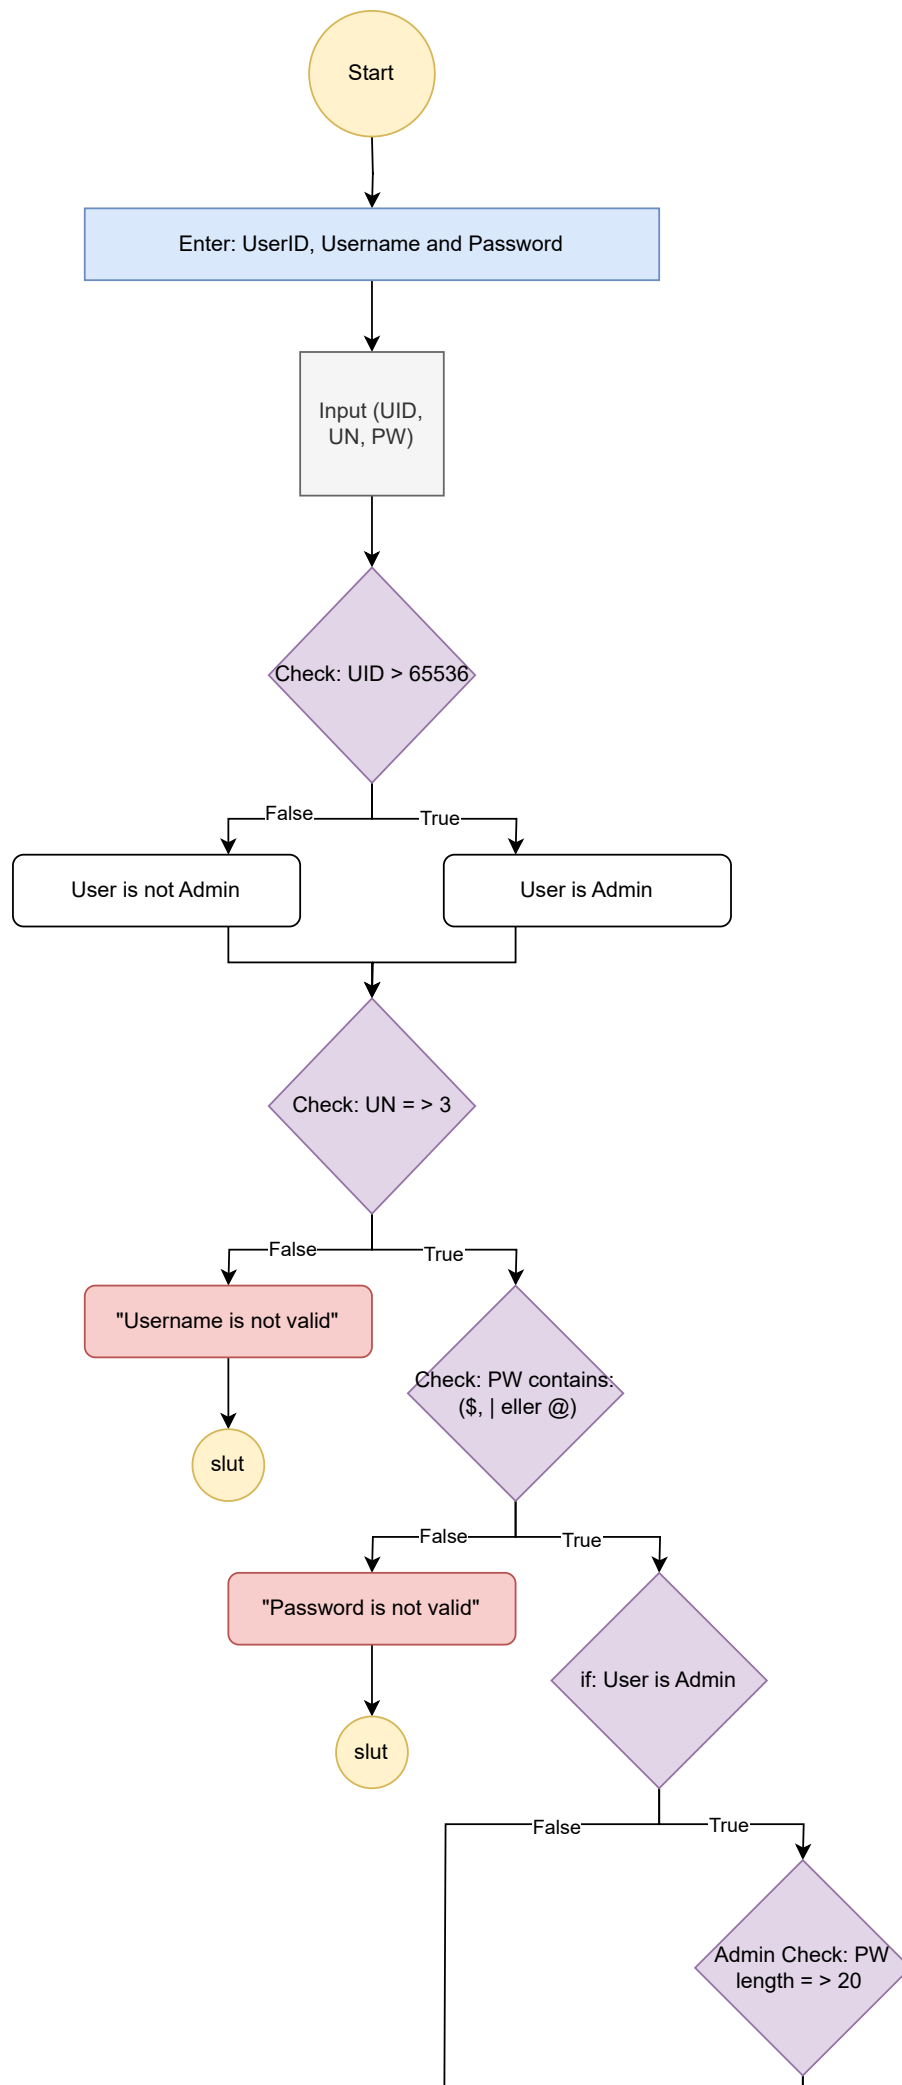 Start
Enter: UserID, Username and Password
Input (UID,
UN, PW)
Check: UID > 65536
False
True
User is not Admin
User is Admin
Check: UN = > 3
False
True
"Username is not valid"
Check: PW contains:
($, | eller @)
slut
False
True
"Password is not valid"
if: User is Admin
slut
False
True
Admin Check: PW
length = > 20